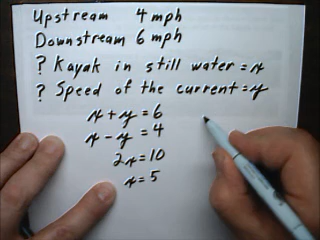 Upstream 4 mph
Downstream 6 mph
? Kayak in still water = x
? Speed of the current = y
x + y = 6
x - y = 4
2x = 10
x = 5